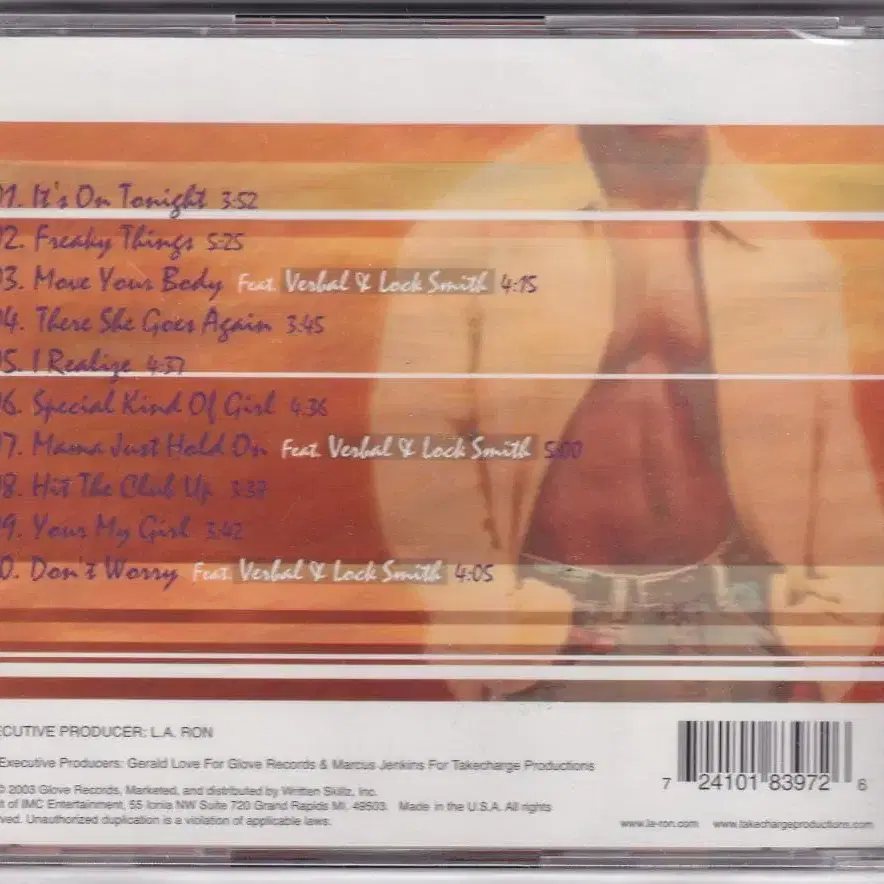 01. It's On Tonight 3:52
02. Freaky Things 5:25
03. Move Your Body Feat. Verbal & Lock Smith 4:15
04. There She Goes Again 3:45
05. I Realize 4:37
06. Special Kind Of Girl 4:36
07. Mama Just Hold On Feat. Verbal & Lock Smith 5:00
08. Hit The Club Up 3:37
09. Your My Girl 3:42
0. Don't Worry Feat. Verbal & Lock Smith 4:05
ECUTIVE PRODUCER: L.A. RON
Executive Producers: Gerald Love For Glove Records & Marcus Jenkins For Takecharge Productions
© 2003 Glove Records, Marketed, and distributed by Written Skillz, Inc.
t of IMC Entertainment, 55 Ionia NW Suite 720 Grand Rapids MI. 49503. Made in the U.S.A. All rights
ved. Unauthorized duplication is a violation of applicable laws.
7 24101 83972 6
www.la-ron.com www.takechargeproductions.com